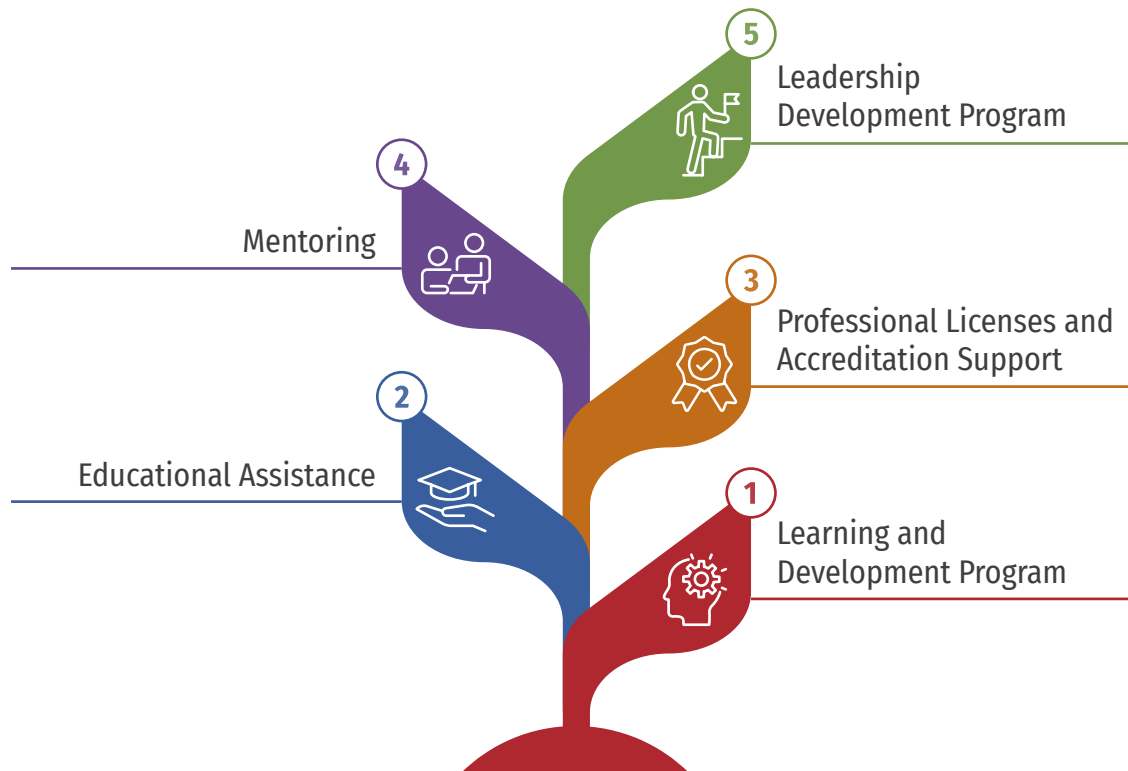 5
Leadership
Development Program
4
Mentoring
3
Professional Licenses and
Accreditation Support
2
Educational Assistance
1
Learning and
Development Program